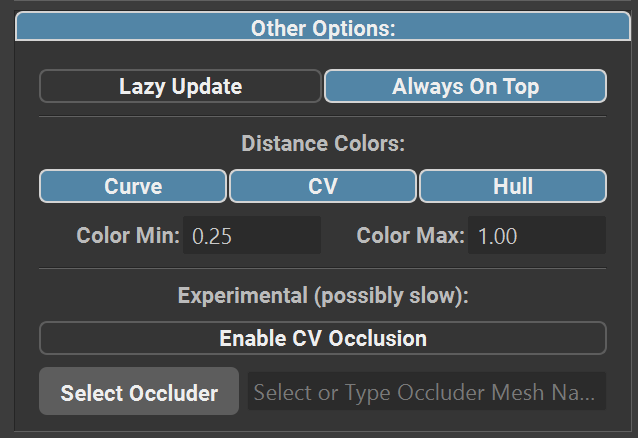 Other Options:
Lazy Update Always On Top
Distance Colors:
Curve CV Hull
Color Min: 0.25 Color Max: 1.00
Experimental (possibly slow):
Enable CV Occlusion
Select Occluder Select or Type Occluder Mesh Na...